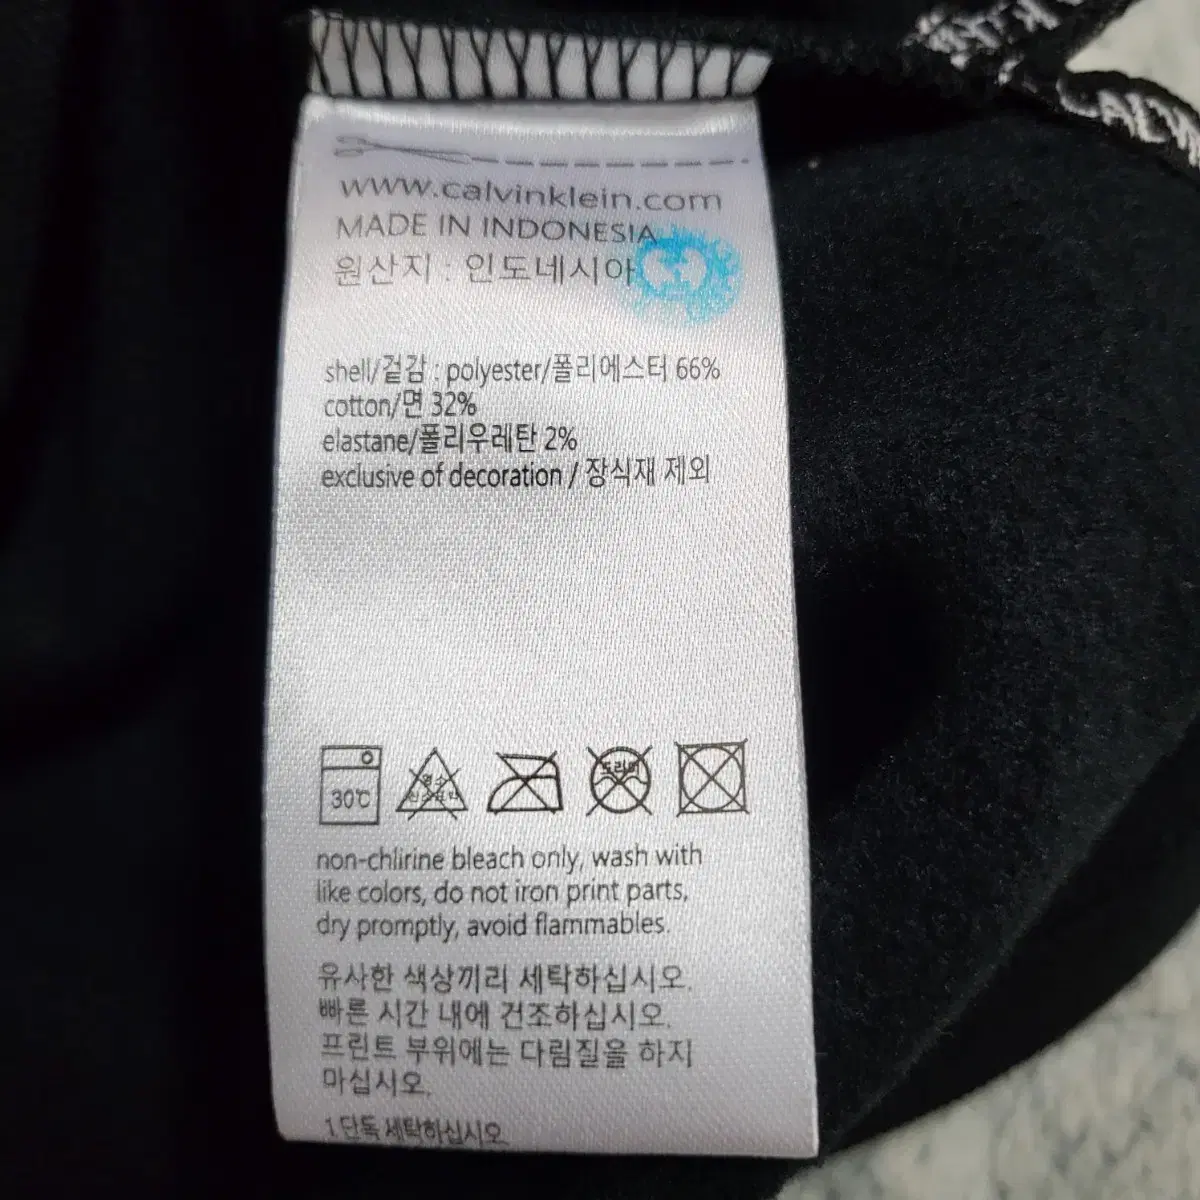 www.calvinklein.com
MADE IN INDONESIA
원산지 : 인도네시아
shell/겉감 : polyester/폴리에스터 66%
cotton/면 32%
elastane/폴리우레탄 2%
exclusive of decoration / 장식재 제외
30℃
드라이
non-chlirine bleach only, wash with
like colors, do not iron print parts,
dry promptly, avoid flammables.
유사한 색상끼리 세탁하십시오.
빠른 시간 내에 건조하십시오.
프린트 부위에는 다림질을 하지
마십시오.
1단독 세탁하십시오